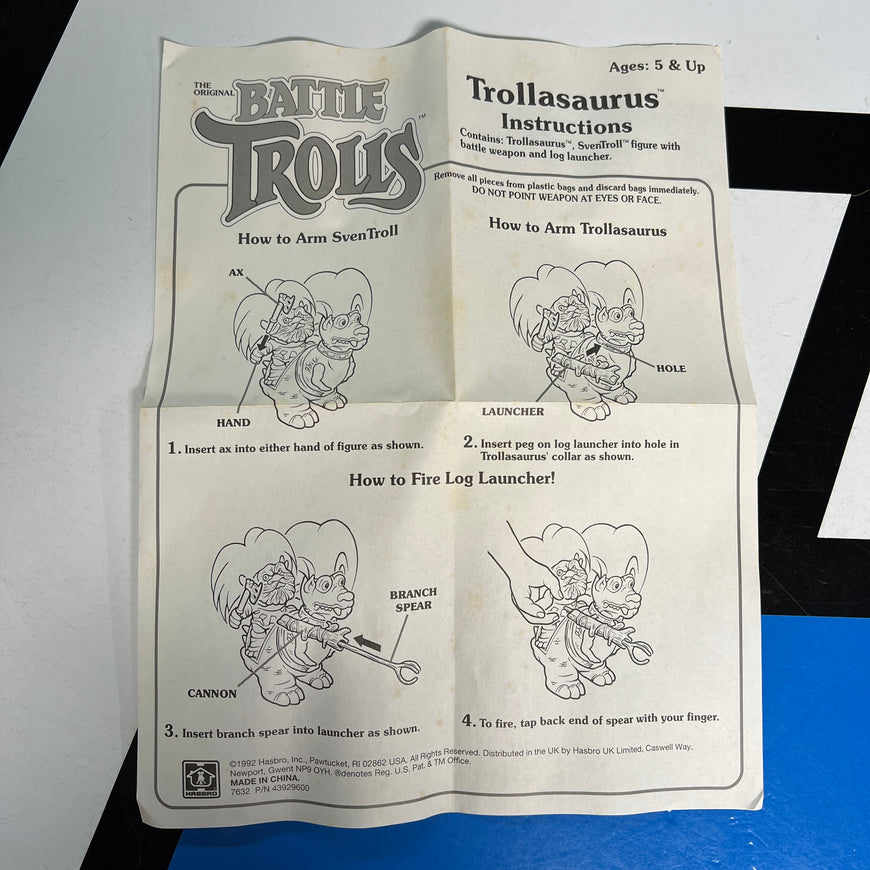 THE
ORIGINAL
BATTLE
TROLLS™
Ages: 5 & Up
Trollasaurus™
Instructions
Contains: Trollasaurus™, SvenTroll™ figure with
battle weapon and log launcher.
Remove all pieces from plastic bags and discard bags immediately.
DO NOT POINT WEAPON AT EYES OR FACE.
How to Arm SvenTroll
AX
HAND
1. Insert ax into either hand of figure as shown.
How to Arm Trollasaurus
HOLE
LAUNCHER
2. Insert peg on log launcher into hole in
Trollasaurus' collar as shown.
How to Fire Log Launcher!
BRANCH
SPEAR
CANNON
3. Insert branch spear into launcher as shown.
4. To fire, tap back end of spear with your finger.
HASBRO
©1992 Hasbro, Inc., Pawtucket, RI 02862 USA. All Rights Reserved. Distributed in the UK by Hasbro UK Limited, Caswell Way,
Newport, Gwent NP9 OYH. ®denotes Reg. U.S. Pat. & TM Office.
MADE IN CHINA.
7632 P/N 43929600